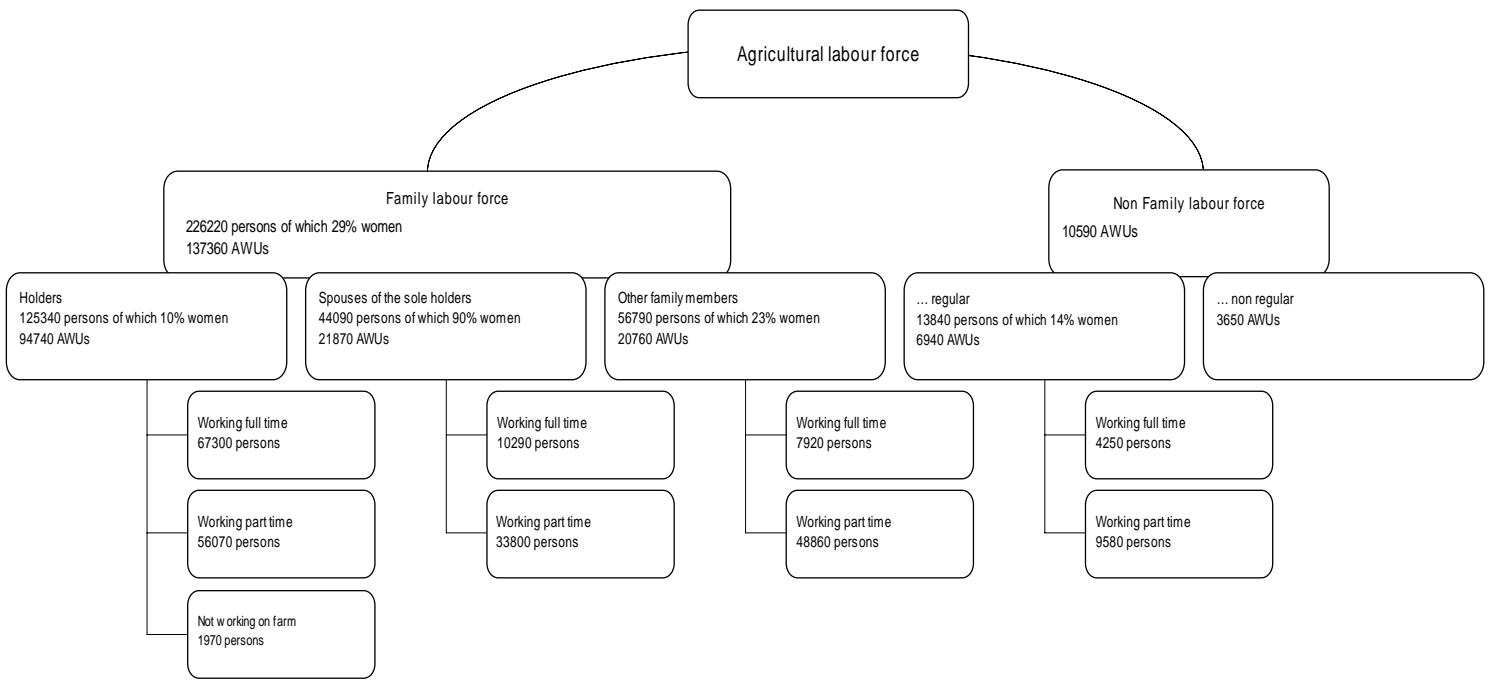 Agricultural labour force
Family labour force
226220 persons of which 29% women
137360 AWUs
Non Family labour force
10590 AWUs
Holders
125340 persons of which 10% women
94740 AWUs
Spouses of the sole holders
44090 persons of which 90% women
21870 AWUs
Other family members
56790 persons of which 23% women
20760 AWUs
... regular
13840 persons of which 14% women
6940 AWUs
... non regular
3650 AWUs
Working full time
67300 persons
Working part time
56070 persons
Not working on farm
1970 persons
Working full time
10290 persons
Working part time
33800 persons
Working full time
7920 persons
Working part time
48860 persons
Working full time
4250 persons
Working part time
9580 persons